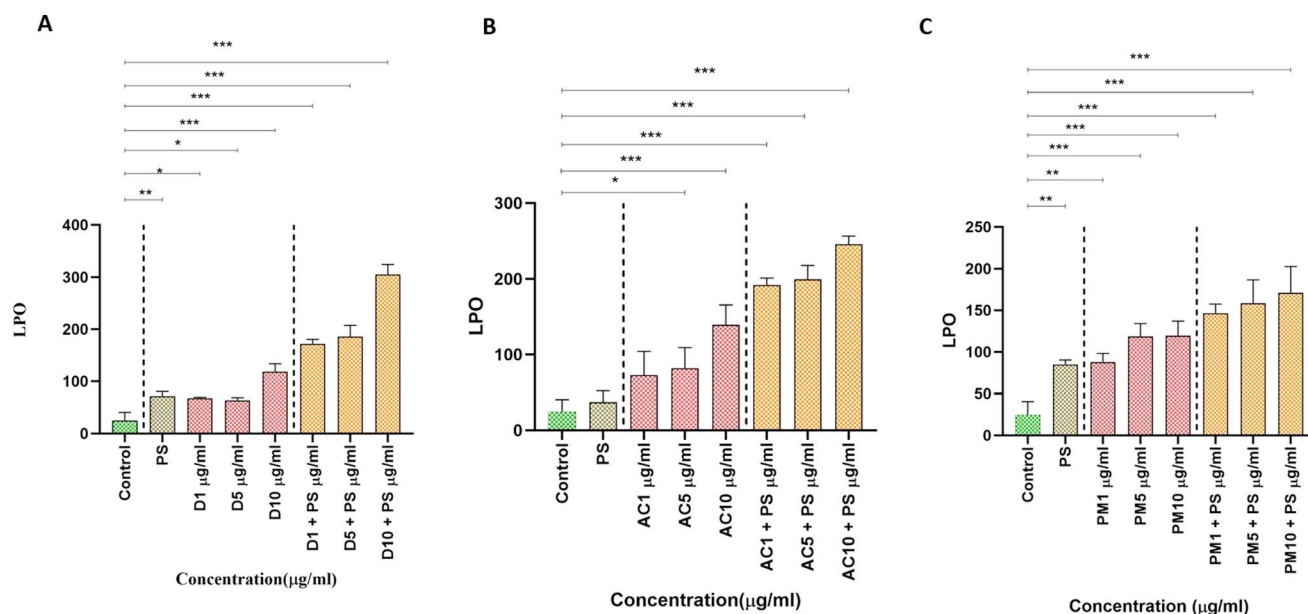 A
***
***
***
***
*
*
**
400
300
200
100
0
LPO
Control
PS
D1 μg/ml
D5 μg/ml
D10 μg/ml
D1 + PS μg/ml
D5 + PS μg/ml
D10 + PS μg/ml
Concentration(μg/ml)
B
***
***
***
***
*
300
200
100
0
LPO
Control
PS
AC1 μg/ml
AC5 μg/ml
AC10 μg/ml
AC1 + PS μg/ml
AC5 + PS μg/ml
AC10 + PS μg/ml
Concentration(μg/ml)
C
***
***
***
***
***
**
**
250
200
150
100
50
0
LPO
Control
PS
PM1 μg/ml
PM5 μg/ml
PM10 μg/ml
PM1 + PS μg/ml
PM5 + PS μg/ml
PM10 + PS μg/ml
Concentration (μg/ml)